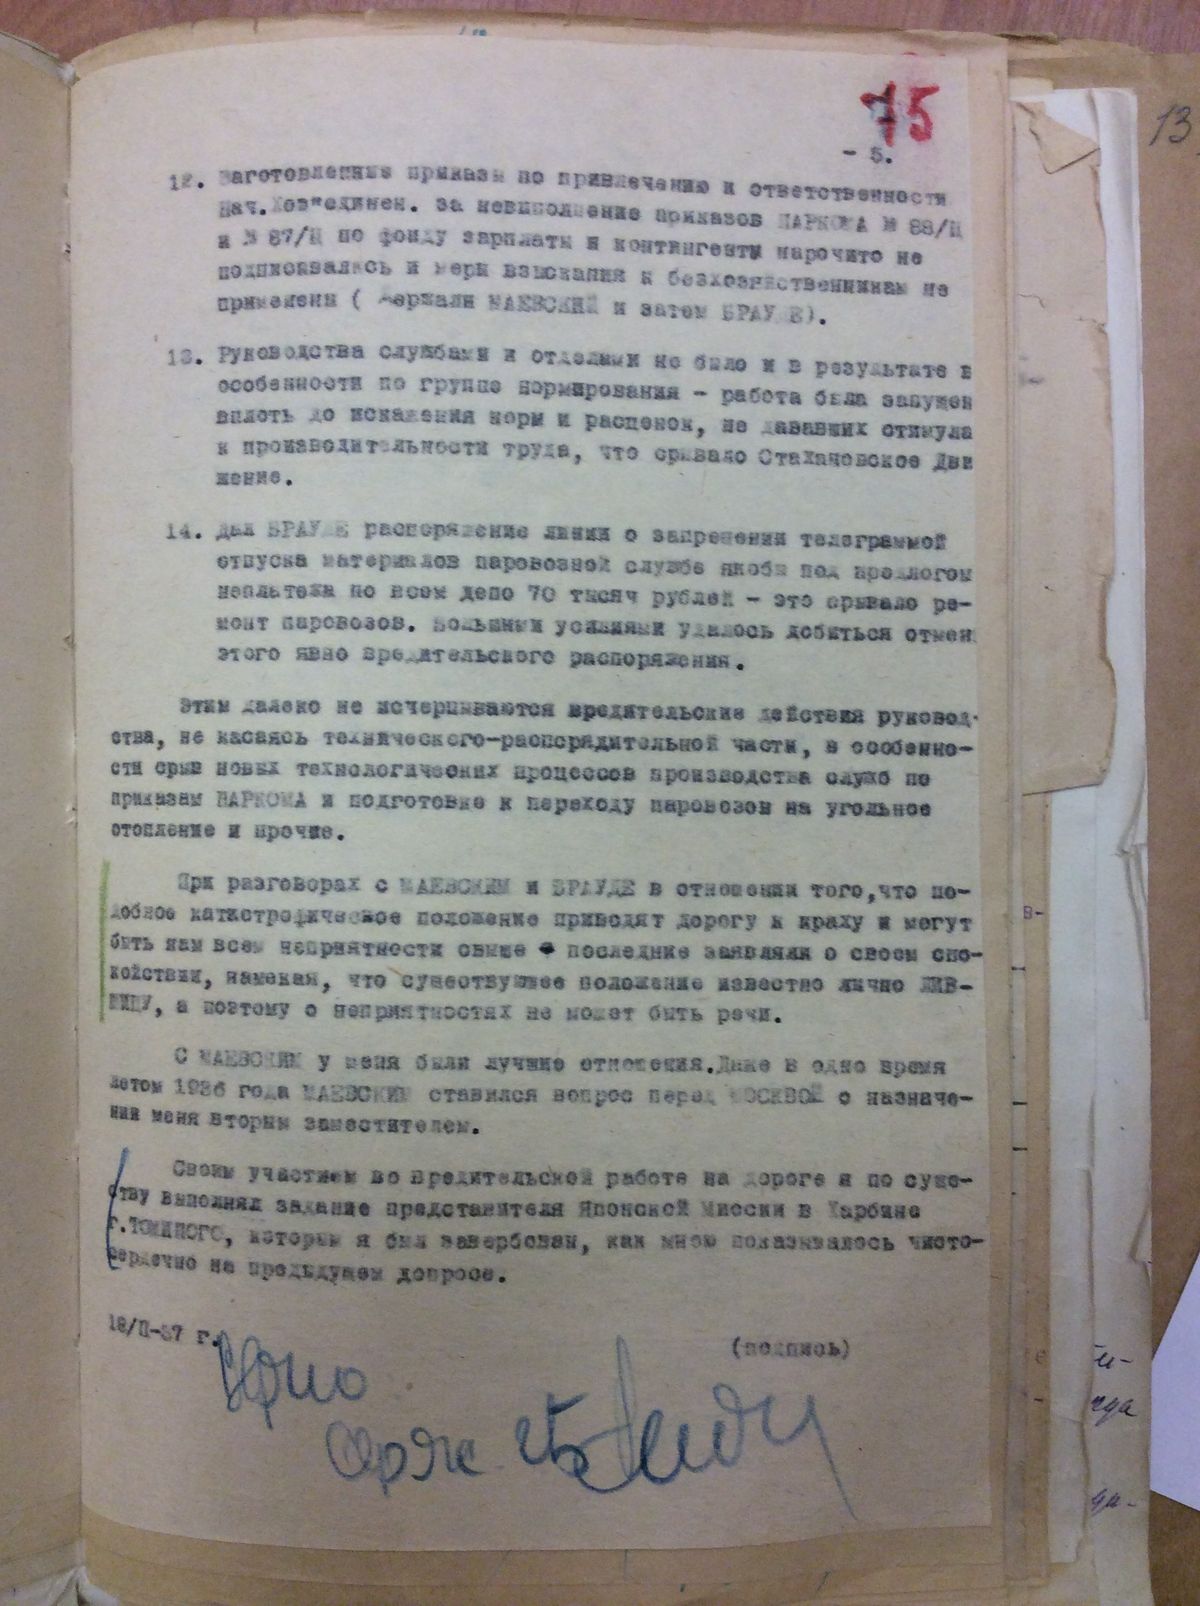 75
- 5.
13
12. Заготовленные приказы по привлечению к ответственности
Нач.Хоз"единен. за невыполнение приказов НАРКОМА № 88/Ц
и № 87/Ц по фонду зарплаты и контингенту нарочито не
подписывались и меры взыскания к безхозяйственникам не
применены ( держали МАЕВСКИЙ и затем БРАУДЕ).
13. Руководства службами и отделами не было и в результате в
особенности по группе нормирования - работа была запущен
вплоть до искажения норм и расценок, не дававших стимула
к производительности труда, что срывало Стахановское Дви
жение.
14. Дал БРАУДЕ распоряжение линии о запрещении телеграммой
отпуска материалов паровозной службе якобы под предлогом
неплатежа по всем депо 70 тысяч рублей - это срывало ре-
монт паровозов. Большими усилиями удалось добиться отмен
этого явно вредительского распоряжения.
Этим далеко не исчерпываются вредительские действия руковод-
ства, не касаясь технического-распорядительной части, в особенно-
сти срыв новых технологических процессов производства служб по
приказам НАРКОМА и подготовке к переходу паровозов на угольное
отопление и прочие.
При разговорах с МАЕВСКИМ и БРАУДЕ в отношении того,что по-
добное катастрофическое положение приводят дорогу к краху и могут
быть нам всем неприятности свыше - последние заявляли о своем спо-
койствии, намекая, что существующее положение известно лично ЛИВ-
ШИЦУ, а поэтому о неприятностях не может быть речи.
С МАЕВСКИМ у меня были лучшие отношения.Даже в одно время
летом 1936 года МАЕВСКИМ ставился вопрос перед МОСКВОЙ о назначе-
нии меня вторым заместителем.
Своим участием во вредительской работе на дороге я по суще-
ству выполнял задание представителя Японской Миссии в Харбине
г.ТОМИНОГО, которым я был завербован, как мною показывалось чисто-
сердечно на предыдущем допросе.
19/П-37 г.
(подпись)